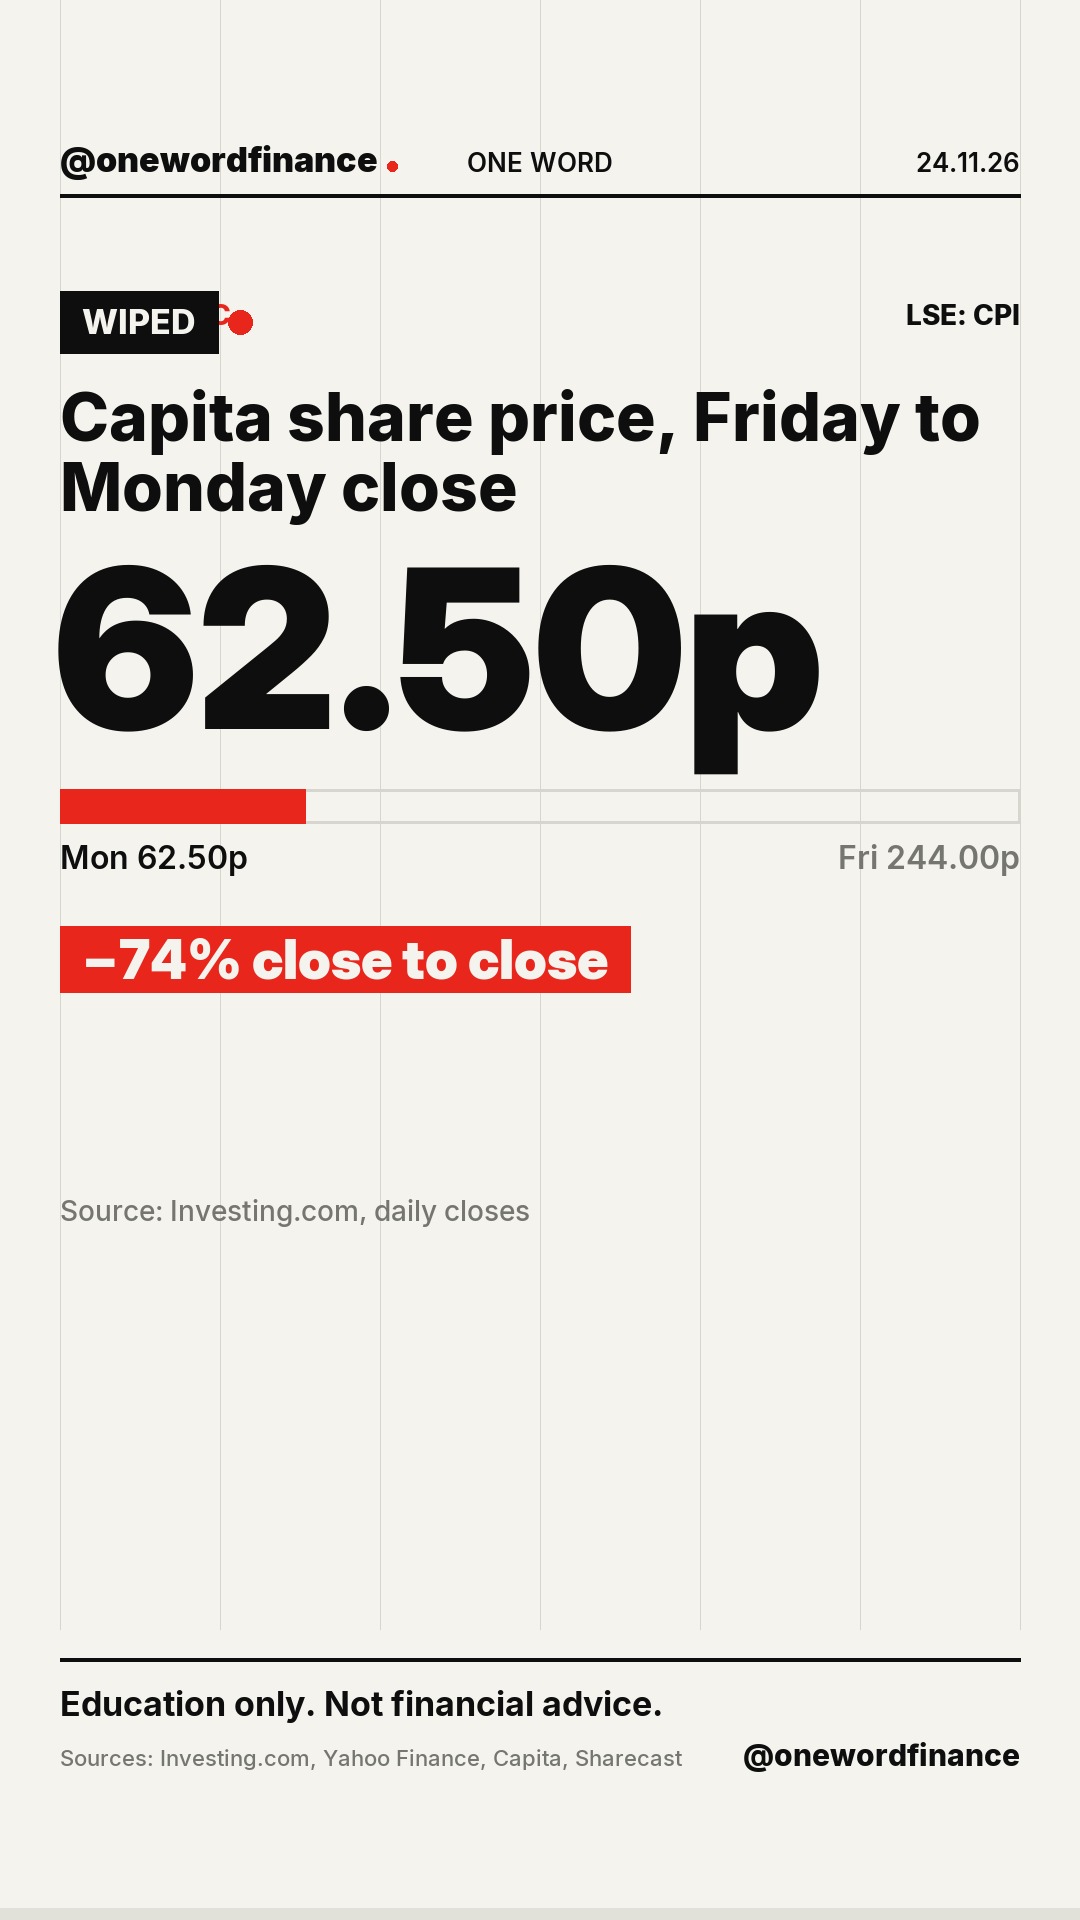 @onewordfinance
ONE WORD
24.11.26
WIPED
LSE: CPI
Capita share price, Friday to
Monday close
62.50p
Mon 62.50p
Fri 244.00p
−74% close to close
Source: Investing.com, daily closes
Education only. Not financial advice.
Sources: Investing.com, Yahoo Finance, Capita, Sharecast
@onewordfinance